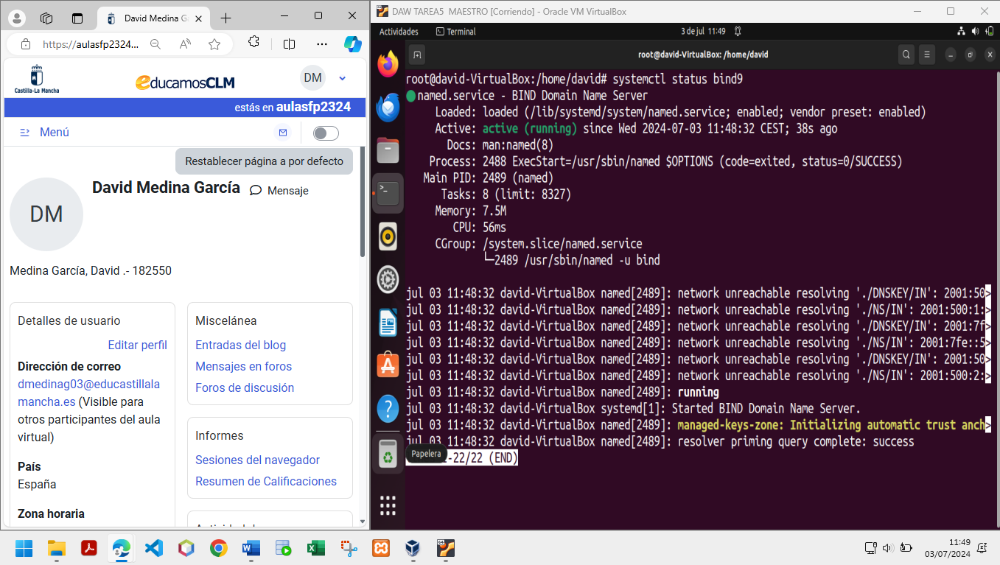 David Medina G
https://aulasfp2324...
Castilla-La Mancha
educamosCLM
DM
estás en aulasfp2324
Menú
Restablecer página a por defecto
DM
David Medina García
Mensaje
Medina García, David .- 182550
Detalles de usuario
Editar perfil
Dirección de correo
dmedinag03@educastillala
mancha.es (Visible para
otros participantes del aula
virtual)
País
España
Zona horaria
Miscelánea
Entradas del blog
Mensajes en foros
Foros de discusión
Informes
Sesiones del navegador
Resumen de Calificaciones
DAW TAREA5 MAESTRO [Corriendo] - Oracle VM VirtualBox
Actividades
Terminal
3 de jul 11:49
root@david-VirtualBox: /home/david
root@david-VirtualBox:/home/david# systemctl status bind9
named.service - BIND Domain Name Server
Loaded: loaded (/lib/systemd/system/named.service; enabled; vendor preset: enabled)
Active: active (running) since Wed 2024-07-03 11:48:32 CEST; 38s ago
Docs: man:named(8)
Process: 2488 ExecStart=/usr/sbin/named $OPTIONS (code=exited, status=0/SUCCESS)
Main PID: 2489 (named)
Tasks: 8 (limit: 8327)
Memory: 7.5M
CPU: 56ms
CGroup: /system.slice/named.service
└─2489 /usr/sbin/named -u bind
jul 03 11:48:32 david-VirtualBox named[2489]: network unreachable resolving './DNSKEY/IN': 2001:50>
jul 03 11:48:32 david-VirtualBox named[2489]: network unreachable resolving './NS/IN': 2001:500:1:>
jul 03 11:48:32 david-VirtualBox named[2489]: network unreachable resolving './DNSKEY/IN': 2001:7f>
jul 03 11:48:32 david-VirtualBox named[2489]: network unreachable resolving './NS/IN': 2001:7fe::5>
jul 03 11:48:32 david-VirtualBox named[2489]: network unreachable resolving './DNSKEY/IN': 2001:50>
jul 03 11:48:32 david-VirtualBox named[2489]: network unreachable resolving './NS/IN': 2001:500:2:>
jul 03 11:48:32 david-VirtualBox named[2489]: running
jul 03 11:48:32 david-VirtualBox systemd[1]: Started BIND Domain Name Server.
jul 03 11:48:32 david-VirtualBox named[2489]: managed-keys-zone: Initializing automatic trust anch>
jul 03 11:48:32 david-VirtualBox named[2489]: resolver priming query complete: success
-22/22 (END)
Papelera
11:49
03/07/2024